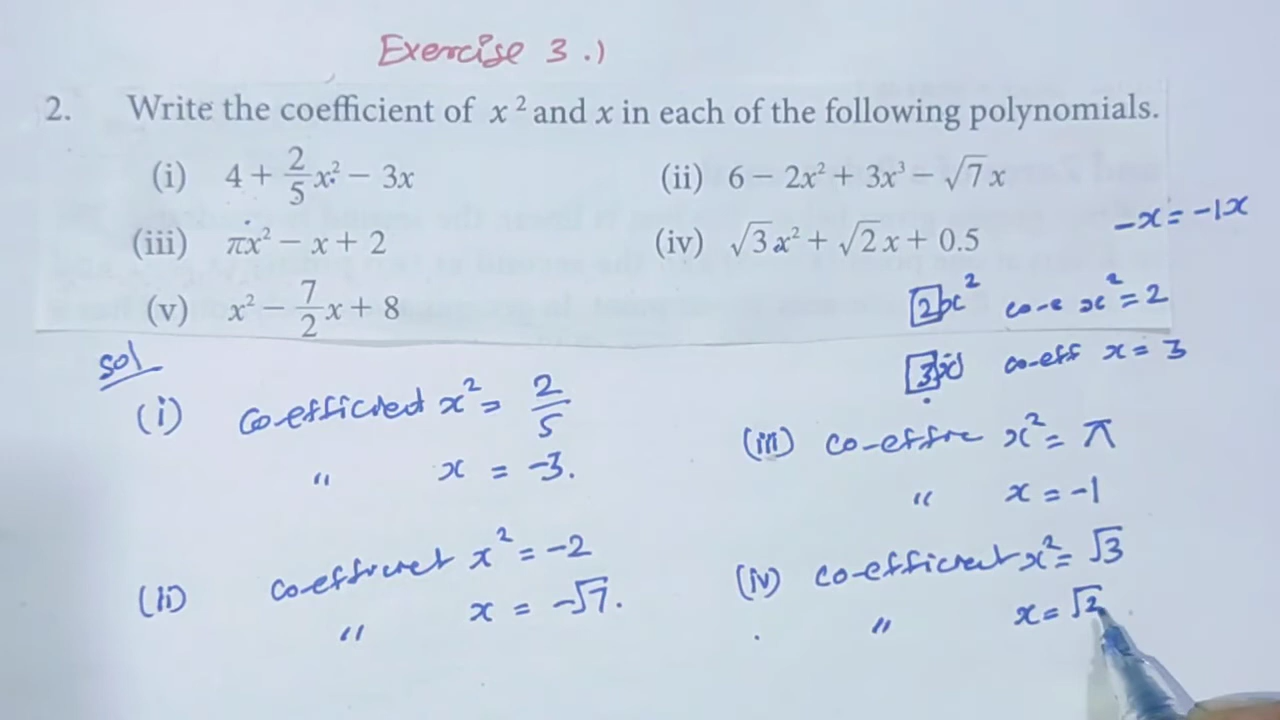 Exercise 3.1
2. Write the coefficient of x² and x in each of the following polynomials.
(i) 4 + 2/5 x² − 3x (ii) 6 − 2x² + 3x³ − √7 x
(iii) πx² − x + 2 (iv) √3 x² + √2 x + 0.5
−x = −1x
(v) x² − 7/2 x + 8
2x² co-e x² = 2
3x co-eff x = 3
Sol
(i) co-efficied x² = 2/5
" x = −3.
(ii) co-efficient x² = −2
" x = −√7.
(iii) co-effie x² = π
" x = −1
(iv) co-efficient x² = √3
" x = √2